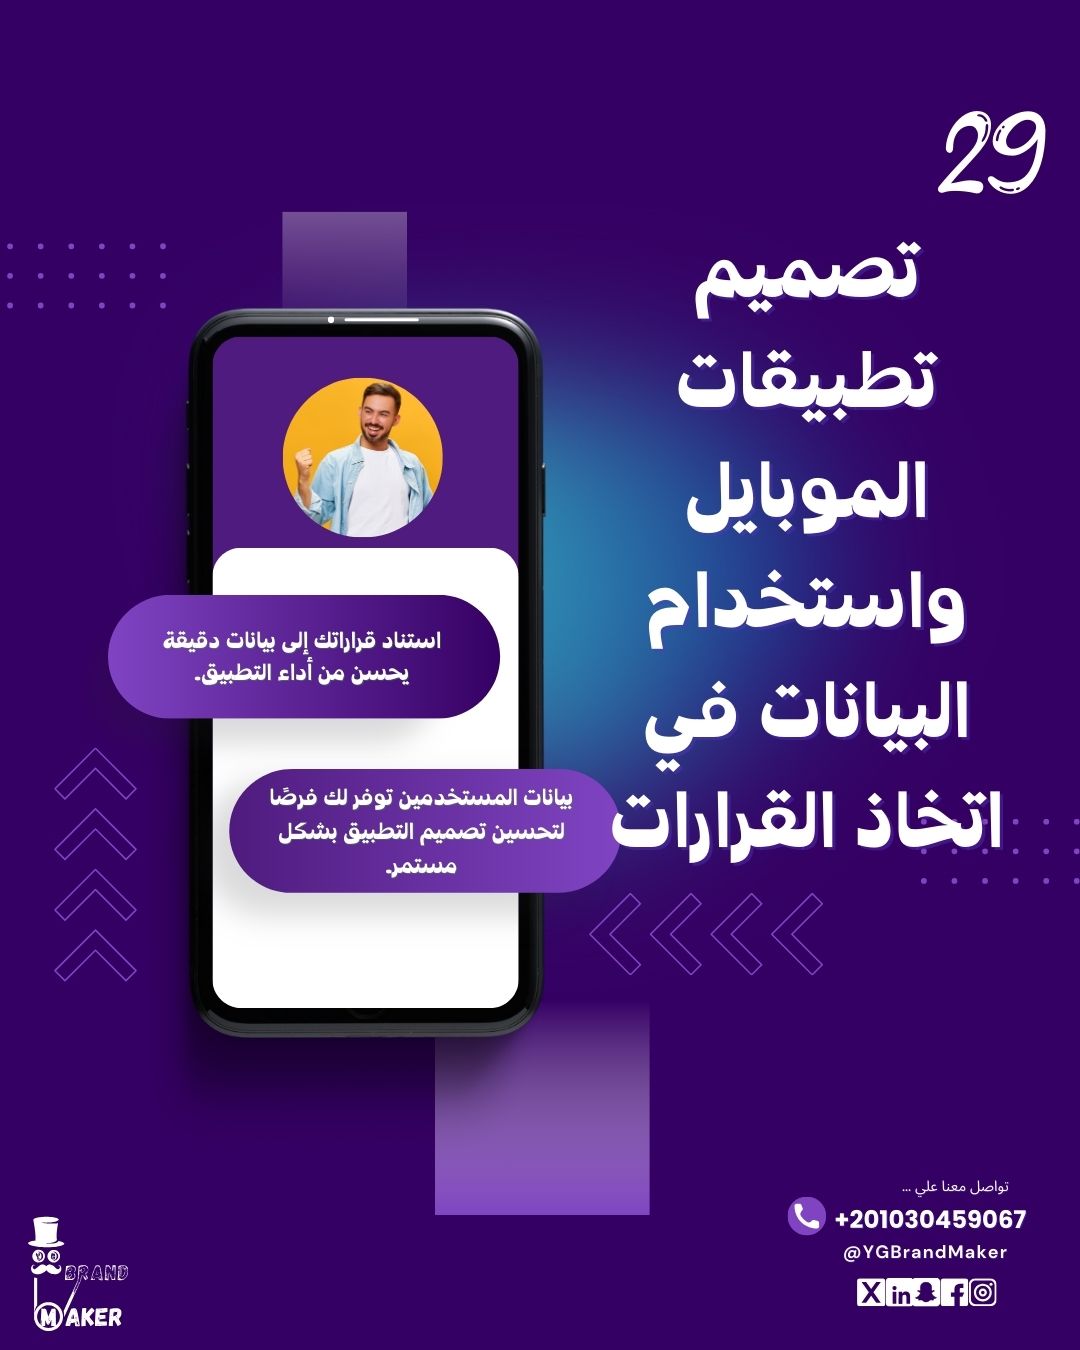 29
تصميم
تطبيقات
الموبايل
واستخدام
البيانات في
اتخاذ القرارات
استناد قراراتك إلى بيانات دقيقة
يحسن من أداء التطبيق.
بيانات المستخدمين توفر لك فرصًا
لتحسين تصميم التطبيق بشكل
مستمر.
تواصل معنا علي ...
+201030459067
@YGBrandMaker
BRAND
MAKER